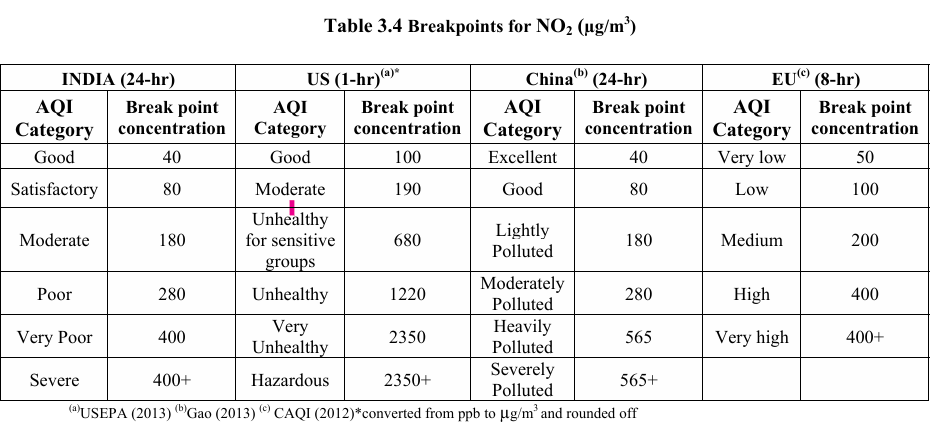 Table 3.4 Breakpoints for NO₂ (µg/m³)
INDIA (24-hr) US (1-hr)⁽ᵃ⁾* China⁽ᵇ⁾ (24-hr) EU⁽ᶜ⁾ (8-hr)
AQI Category Break point concentration AQI Category Break point concentration AQI Category Break point concentration AQI Category Break point concentration
Good 40 Good 100 Excellent 40 Very low 50
Satisfactory 80 Moderate 190 Good 80 Low 100
Moderate 180 Unhealthy for sensitive groups 680 Lightly Polluted 180 Medium 200
Poor 280 Unhealthy 1220 Moderately Polluted 280 High 400
Very Poor 400 Very Unhealthy 2350 Heavily Polluted 565 Very high 400+
Severe 400+ Hazardous 2350+ Severely Polluted 565+
⁽ᵃ⁾USEPA (2013) ⁽ᵇ⁾Gao (2013) ⁽ᶜ⁾ CAQI (2012)*converted from ppb to µg/m³ and rounded off